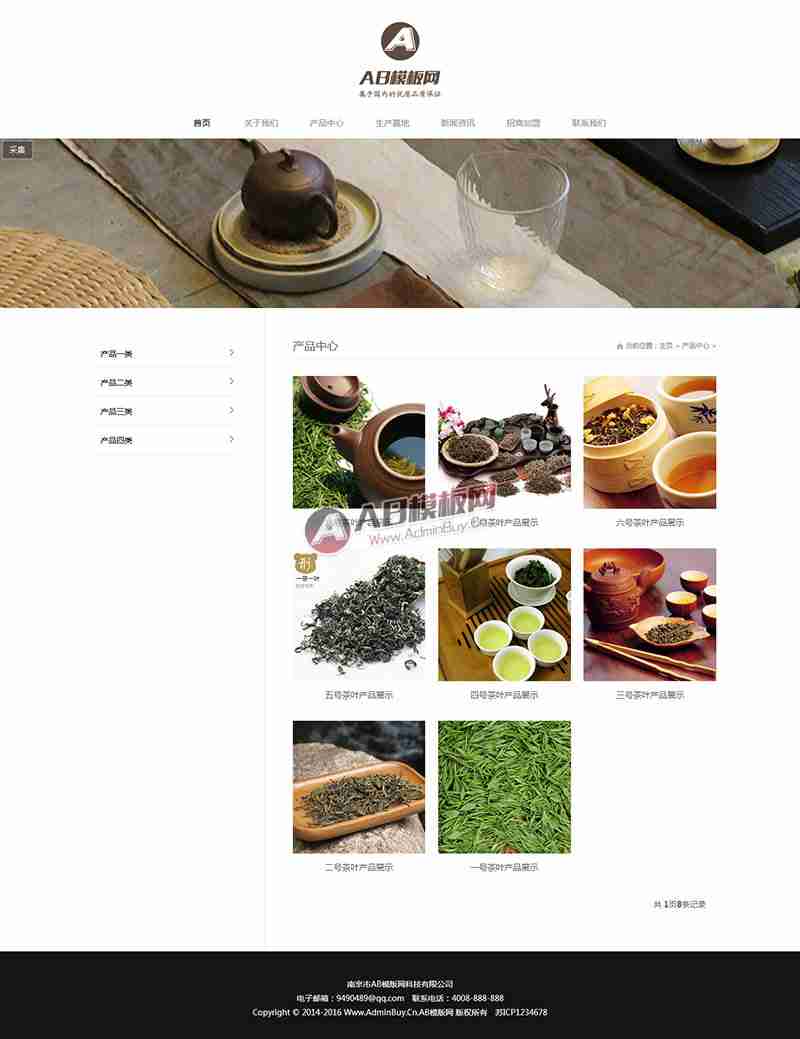 A
AB模板网
基于国内的优质品质保证
首页 关于我们 产品中心 生产基地 新闻资讯 招商加盟 联系我们
采集
产品一类
产品二类
产品三类
产品四类
产品中心
当前位置：主页 > 产品中心 >
茶叶产品展示
号茶叶产品展示
六号茶叶产品展示
A AB模板网
Www.AdminBuy.Cn
一茶一叶
五号茶叶产品展示
四号茶叶产品展示
三号茶叶产品展示
二号茶叶产品展示
一号茶叶产品展示
共 1页8条记录
南京市AB模版网科技有限公司
电子邮箱：9490489@qq.com 联系电话：4008-888-888
Copyright © 2014-2016 Www.AdminBuy.Cn.AB模版网 版权所有 苏ICP1234678